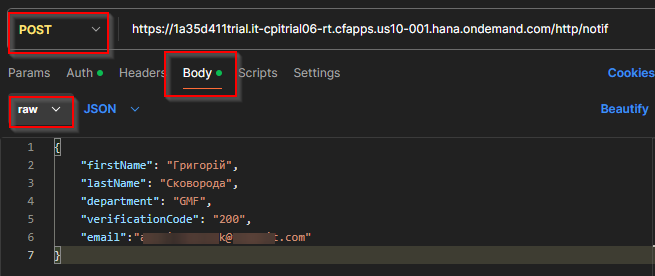 POST https://1a35d411trial.it-cpitrial06-rt.cfapps.us10-001.hana.ondemand.com/http/notif
Params Auth Headers Body Scripts Settings Cookies
raw JSON Beautify
1 {
2 "firstName": "Григорій",
3 "lastName": "Сковорода",
4 "department": "GMF",
5 "verificationCode": "200",
6 "email":"a k@ .com"
7 }